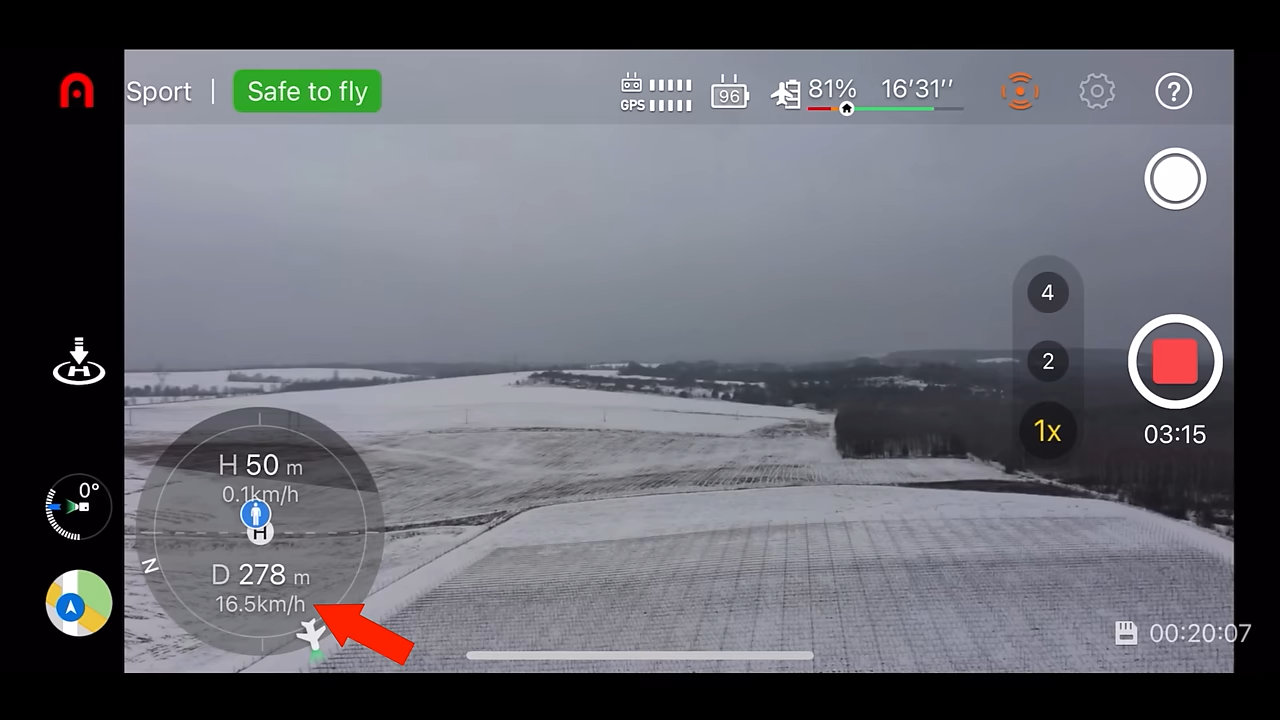 Sport | Safe to fly
GPS
96
81% 16'31''
?
4
2
1x
03:15
H 50 m
0.1km/h
H
D 278 m
16.5km/h
N
0°
H
00:20:07